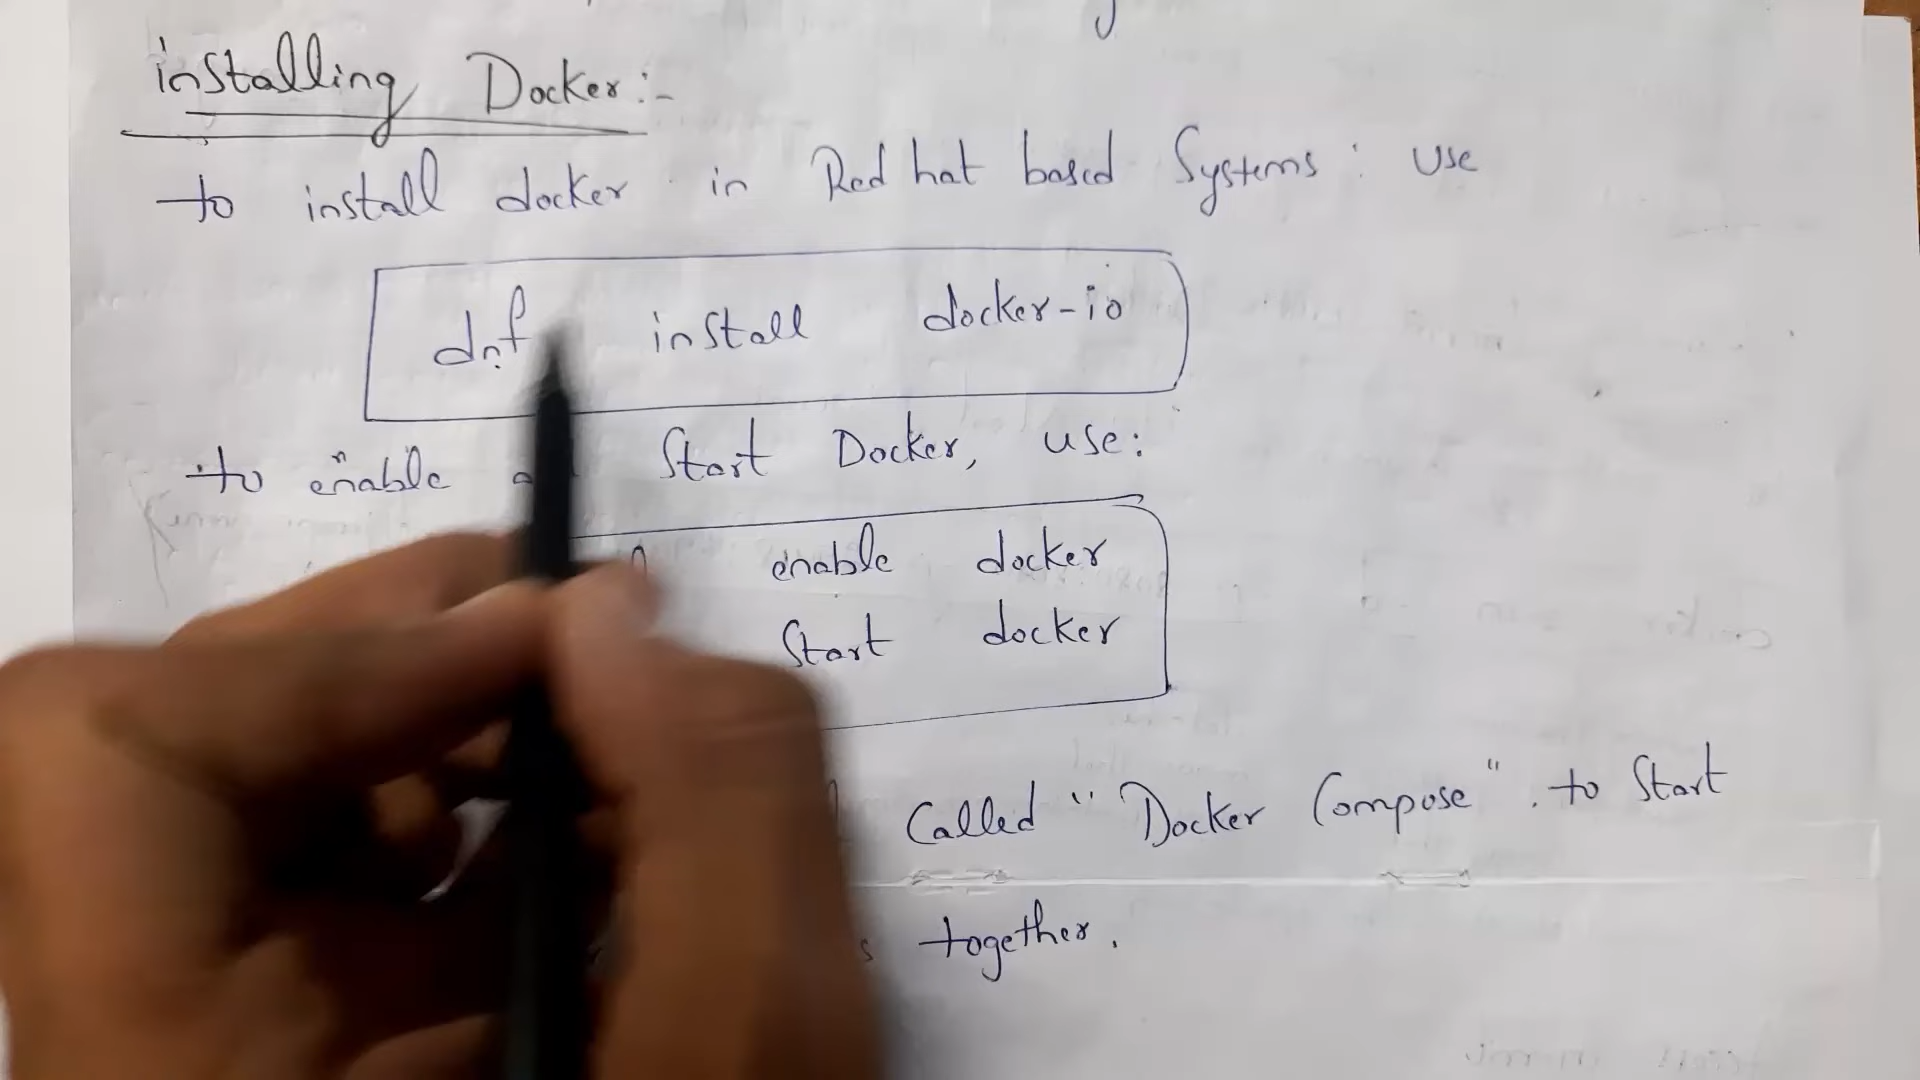 installing Docker:-
to install docker in Red hat based Systems: use
dnf install docker-io
to enable Start Docker, use:
enable docker
Start docker
Called "Docker Compose". to Start
together.